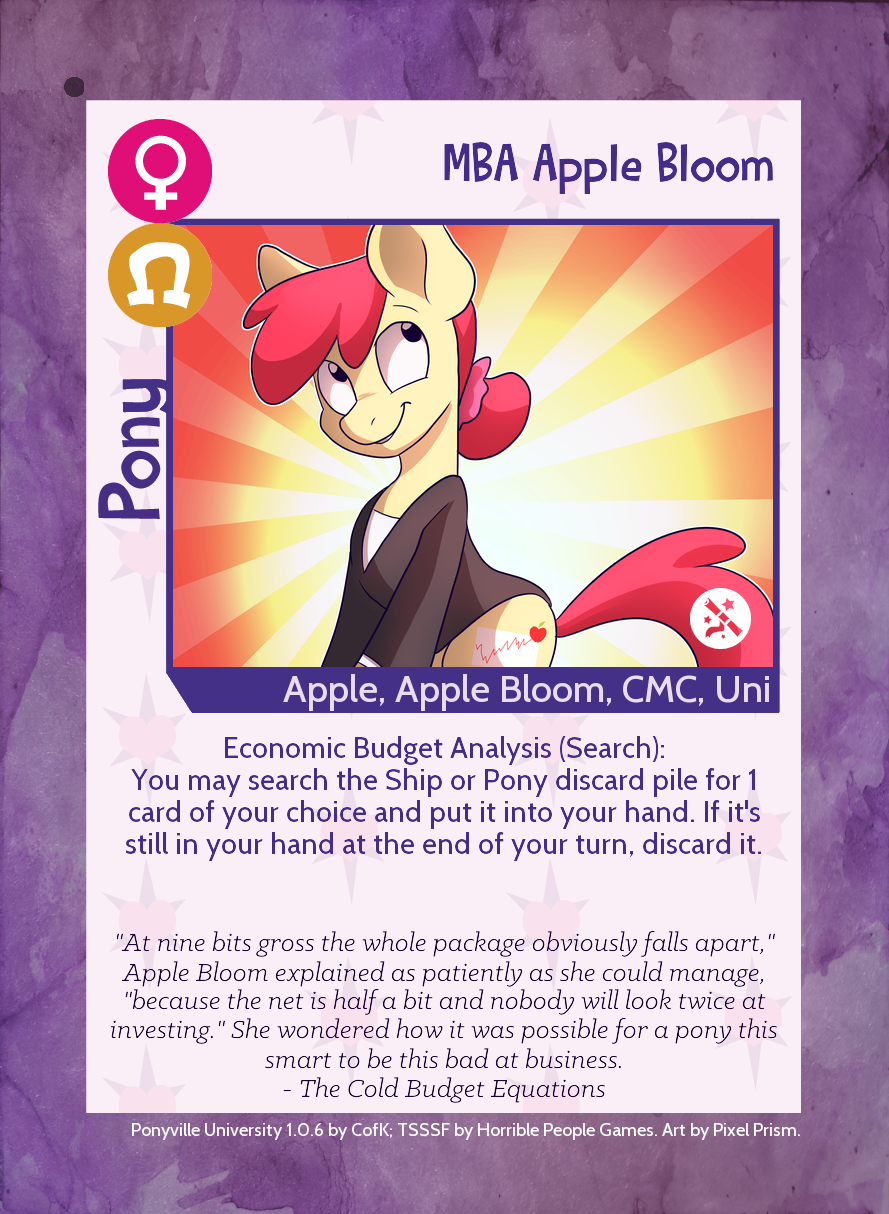 MBA Apple Bloom
Pony
Apple, Apple Bloom, CMC, Uni
Economic Budget Analysis (Search):
You may search the Ship or Pony discard pile for 1
card of your choice and put it into your hand. If it's
still in your hand at the end of your turn, discard it.
"At nine bits gross the whole package obviously falls apart,"
Apple Bloom explained as patiently as she could manage,
"because the net is half a bit and nobody will look twice at
investing." She wondered how it was possible for a pony this
smart to be this bad at business.
- The Cold Budget Equations
Ponyville University 1.0.6 by CofK; TSSSF by Horrible People Games. Art by Pixel Prism.